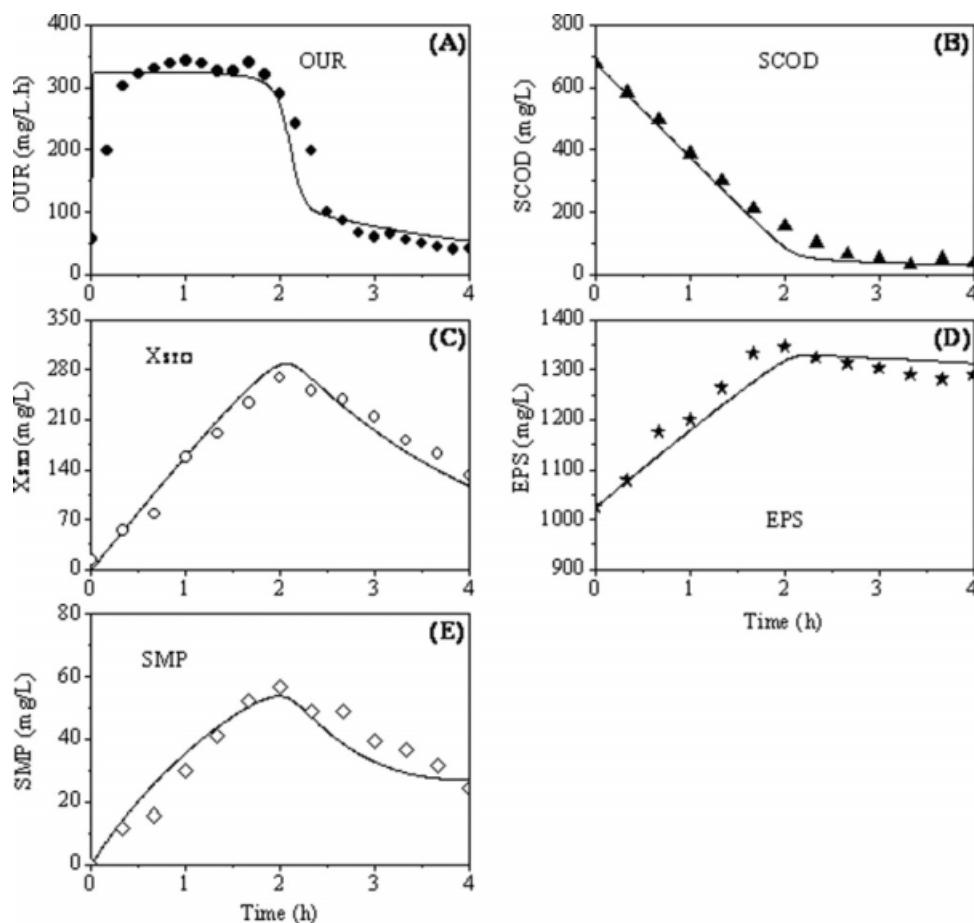 (A)
OUR
OUR (mg/L.h)
400
300
200
100
0
0 1 2 3 4
(B)
SCOD
SCOD (mg/L)
800
600
400
200
0
0 1 2 3 4
(C)
XSTO
XSTO (mg/L)
350
280
210
140
70
0
0 1 2 3 4
(D)
EPS
EPS (mg/L)
1400
1300
1200
1100
1000
900
0 1 2 3 4
Time (h)
(E)
SMP
SMP (mg/L)
80
60
40
20
0
0 1 2 3 4
Time (h)